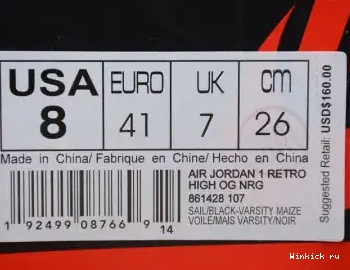 USA EURO UK cm
8 41 7 26
Made in China/ Fabrique en Chine/ Hecho en China
AIR JORDAN 1 RETRO
HIGH OG NRG
861428 107
SAIL/BLACK-VARSITY MAIZE
VOILE/MAIS VARSITY/NOIR
1 92499 08766 9 14
Suggested Retail: USD$160.00
Winkick ru